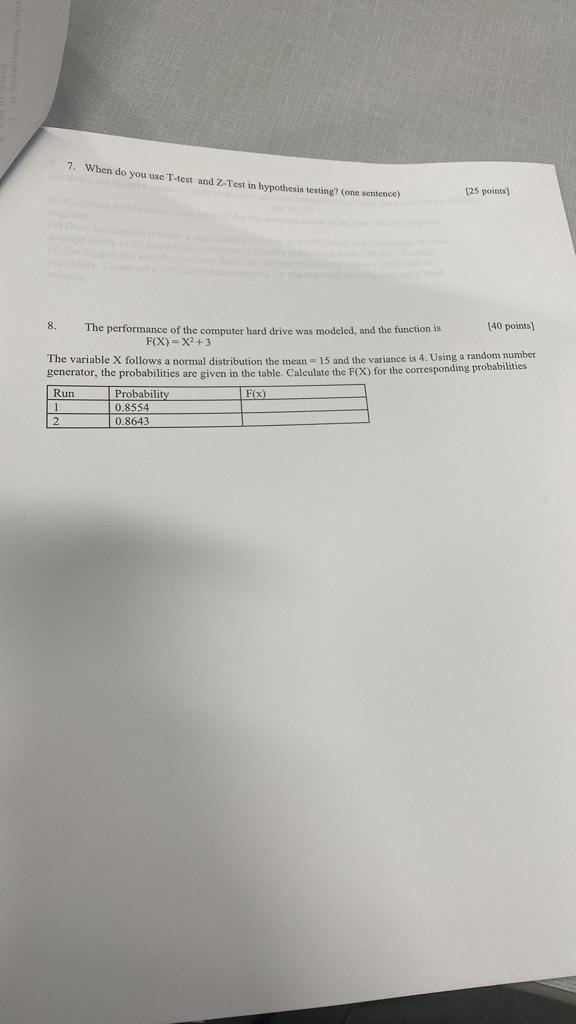 7. When do you use T-test and Z-Test in hypothesis testing? (one sentence) [25 points]
8. The performance of the computer hard drive was modeled, and the function is [40 points]
F(X) = X² + 3
The variable X follows a normal distribution the mean = 15 and the variance is 4. Using a random number
generator, the probabilities are given in the table. Calculate the F(X) for the corresponding probabilities
Run Probability F(x)
1 0.8554
2 0.8643